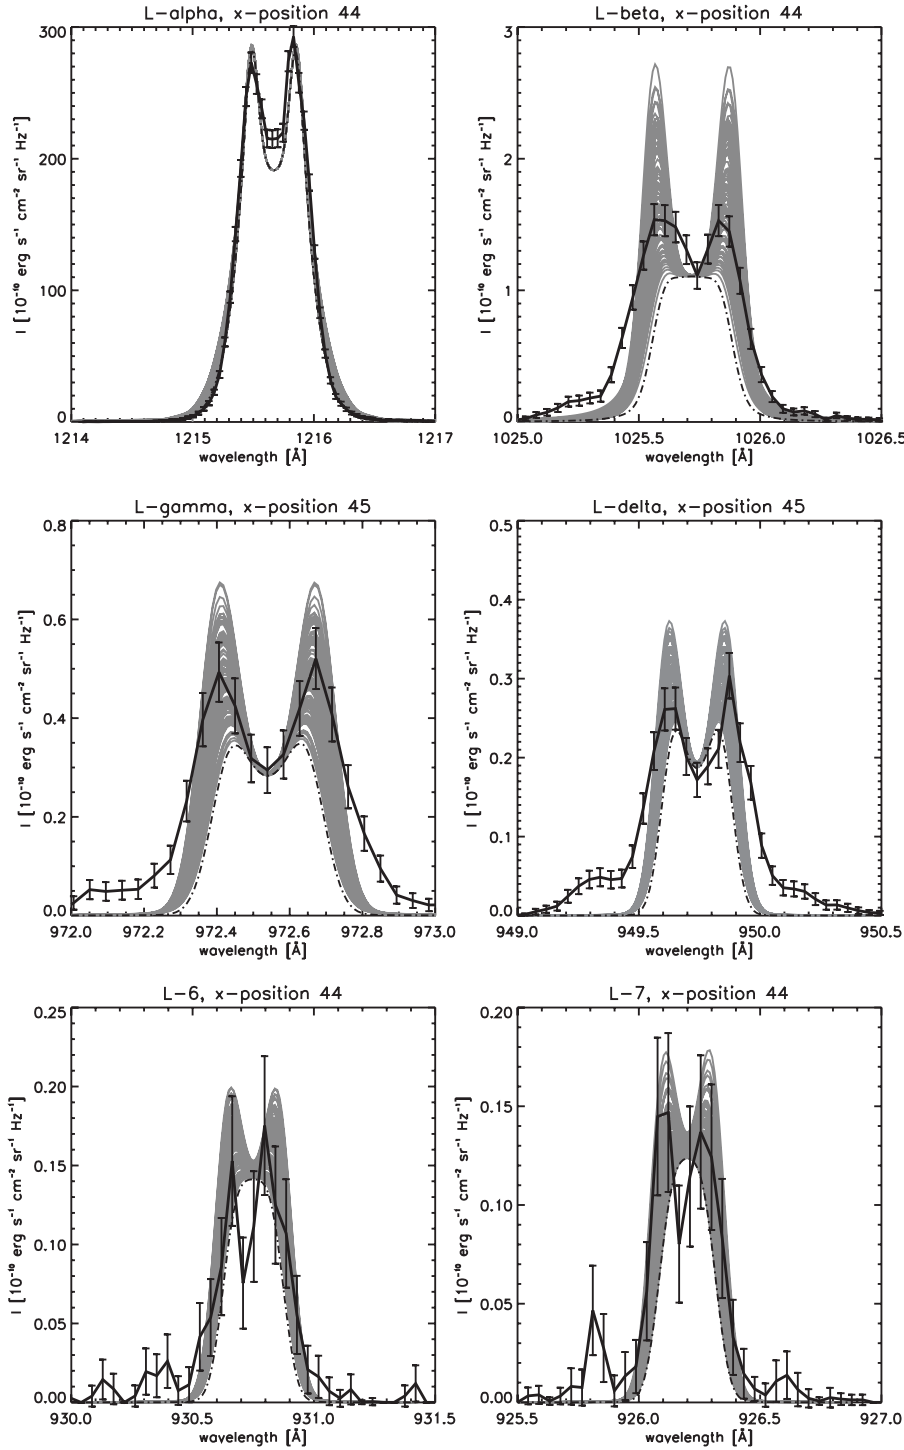 L-alpha, x-position 44
300
200
100
0
I [10⁻¹⁰ erg s⁻¹ cm⁻² sr⁻¹ Hz⁻¹]
1214 1215 1216 1217
wavelength [Å]
L-beta, x-position 44
3
2
1
0
I [10⁻¹⁰ erg s⁻¹ cm⁻² sr⁻¹ Hz⁻¹]
1025.0 1025.5 1026.0 1026.5
wavelength [Å]
L-gamma, x-position 45
0.8
0.6
0.4
0.2
0.0
I [10⁻¹⁰ erg s⁻¹ cm⁻² sr⁻¹ Hz⁻¹]
972.0 972.2 972.4 972.6 972.8 973.0
wavelength [Å]
L-delta, x-position 45
0.5
0.4
0.3
0.2
0.1
0.0
I [10⁻¹⁰ erg s⁻¹ cm⁻² sr⁻¹ Hz⁻¹]
949.0 949.5 950.0 950.5
wavelength [Å]
L-6, x-position 44
0.25
0.20
0.15
0.10
0.05
0.00
I [10⁻¹⁰ erg s⁻¹ cm⁻² sr⁻¹ Hz⁻¹]
930.0 930.5 931.0 931.5
wavelength [Å]
L-7, x-position 44
0.20
0.15
0.10
0.05
0.00
I [10⁻¹⁰ erg s⁻¹ cm⁻² sr⁻¹ Hz⁻¹]
925.5 926.0 926.5 927.0
wavelength [Å]